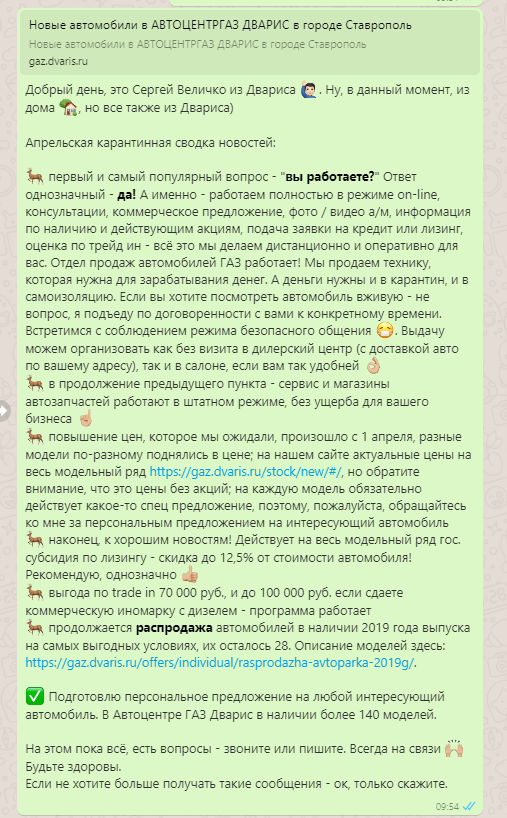 Новые автомобили в АВТОЦЕНТРГАЗ ДВАРИС в городе Ставрополь
Новые автомобили в АВТОЦЕНТРГАЗ ДВАРИС в городе Ставрополь
gaz.dvaris.ru
Добрый день, это Сергей Величко из Двариса 🙋🏻‍♂️. Ну, в данный момент, из
дома 🏡, но все также из Двариса)
Апрельская карантинная сводка новостей:
🦌 первый и самый популярный вопрос - "вы работаете?" Ответ
однозначный - да! А именно - работаем полностью в режиме on-line,
консультации, коммерческое предложение, фото / видео а/м, информация
по наличию и действующим акциям, подача заявки на кредит или лизинг,
оценка по трейд ин - всё это мы делаем дистанционно и оперативно для
вас. Отдел продаж автомобилей ГАЗ работает! Мы продаем технику,
которая нужна для зарабатывания денег. А деньги нужны и в карантин, и в
самоизоляцию. Если вы хотите посмотреть автомобиль вживую - не
вопрос, я подъеду по договоренности с вами к конкретному времени.
Встретимся с соблюдением режима безопасного общения 😷. Выдачу
можем организовать как без визита в дилерский центр (с доставкой авто
по вашему адресу), так и в салоне, если вам так удобней 👌🏻
🦌 в продолжение предыдущего пункта - сервис и магазины
автозапчастей работают в штатном режиме, без ущерба для вашего
бизнеса ☝🏻
🦌 повышение цен, которое мы ожидали, произошло с 1 апреля, разные
модели по-разному поднялись в цене; на нашем сайте актуальные цены на
весь модельный ряд https://gaz.dvaris.ru/stock/new/#/, но обратите
внимание, что это цены без акций; на каждую модель обязательно
действует какое-то спец предложение, поэтому, пожалуйста, обращайтесь
ко мне за персональным предложением на интересующий автомобиль
🦌 наконец, к хорошим новостям! Действует на весь модельный ряд гос.
субсидия по лизингу - скидка до 12,5% от стоимости автомобиля!
Рекомендую, однозначно 👍🏻
🦌 выгода по trade in 70 000 руб., и до 100 000 руб. если сдаете
коммерческую иномарку с дизелем - программа работает
🦌 продолжается распродажа автомобилей в наличии 2019 года выпуска
на самых выгодных условиях, их осталось 28. Описание моделей здесь:
https://gaz.dvaris.ru/offers/individual/rasprodazha-avtoparka-2019g/.
✅ Подготовлю персональное предложение на любой интересующий
автомобиль. В Автоцентре ГАЗ Дварис в наличии более 140 моделей.
На этом пока всё, есть вопросы - звоните или пишите. Всегда на связи 🙌🏻
Будьте здоровы.
Если не хотите больше получать такие сообщения - ок, только скажите.
09:54